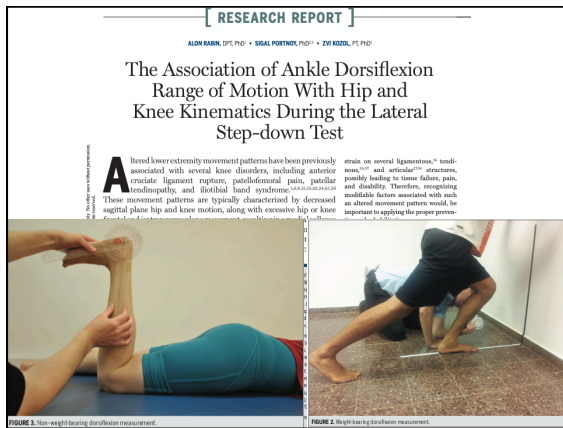 [ RESEARCH REPORT ]
ALON RABIN, DPT, PhD¹ • SIGAL PORTNOY, PhD²,³ • ZVI KOZOL, PT, PhD¹
The Association of Ankle Dorsiflexion
Range of Motion With Hip and
Knee Kinematics During the Lateral
Step-down Test
Altered lower extremity movement patterns have been previously
associated with several knee disorders, including anterior
cruciate ligament rupture, patellofemoral pain, patellar
tendinopathy, and iliotibial band syndrome.
These movement patterns are typically characterized by decreased
sagittal plane hip and knee motion, along with excessive hip or knee
strain on several ligamentous, tendi-
nous, and articular structures,
possibly leading to tissue failure, pain,
and disability. Therefore, recognizing
modifiable factors associated with such
an altered movement pattern would, be
important to applying the proper preven-
FIGURE 3. Non-weight-bearing dorsiflexion measurement.
FIGURE 2. Weight-bearing dorsiflexion measurement.